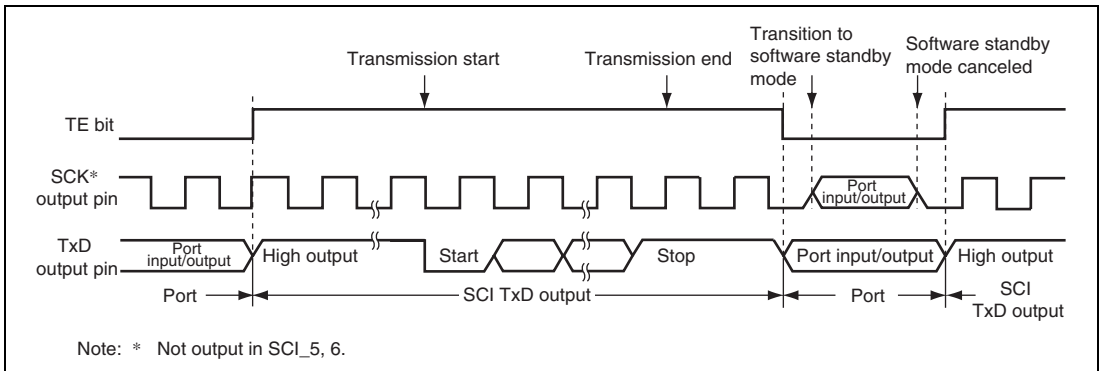 Transition to
software standby
mode
Software standby
mode canceled
Transmission start
Transmission end
TE bit
SCK*
output pin
Port
input/output
TxD
output pin
Port
input/output
High output
Start
Stop
Port input/output
High output
Port
SCI TxD output
Port
SCI
TxD output
Note: * Not output in SCI_5, 6.